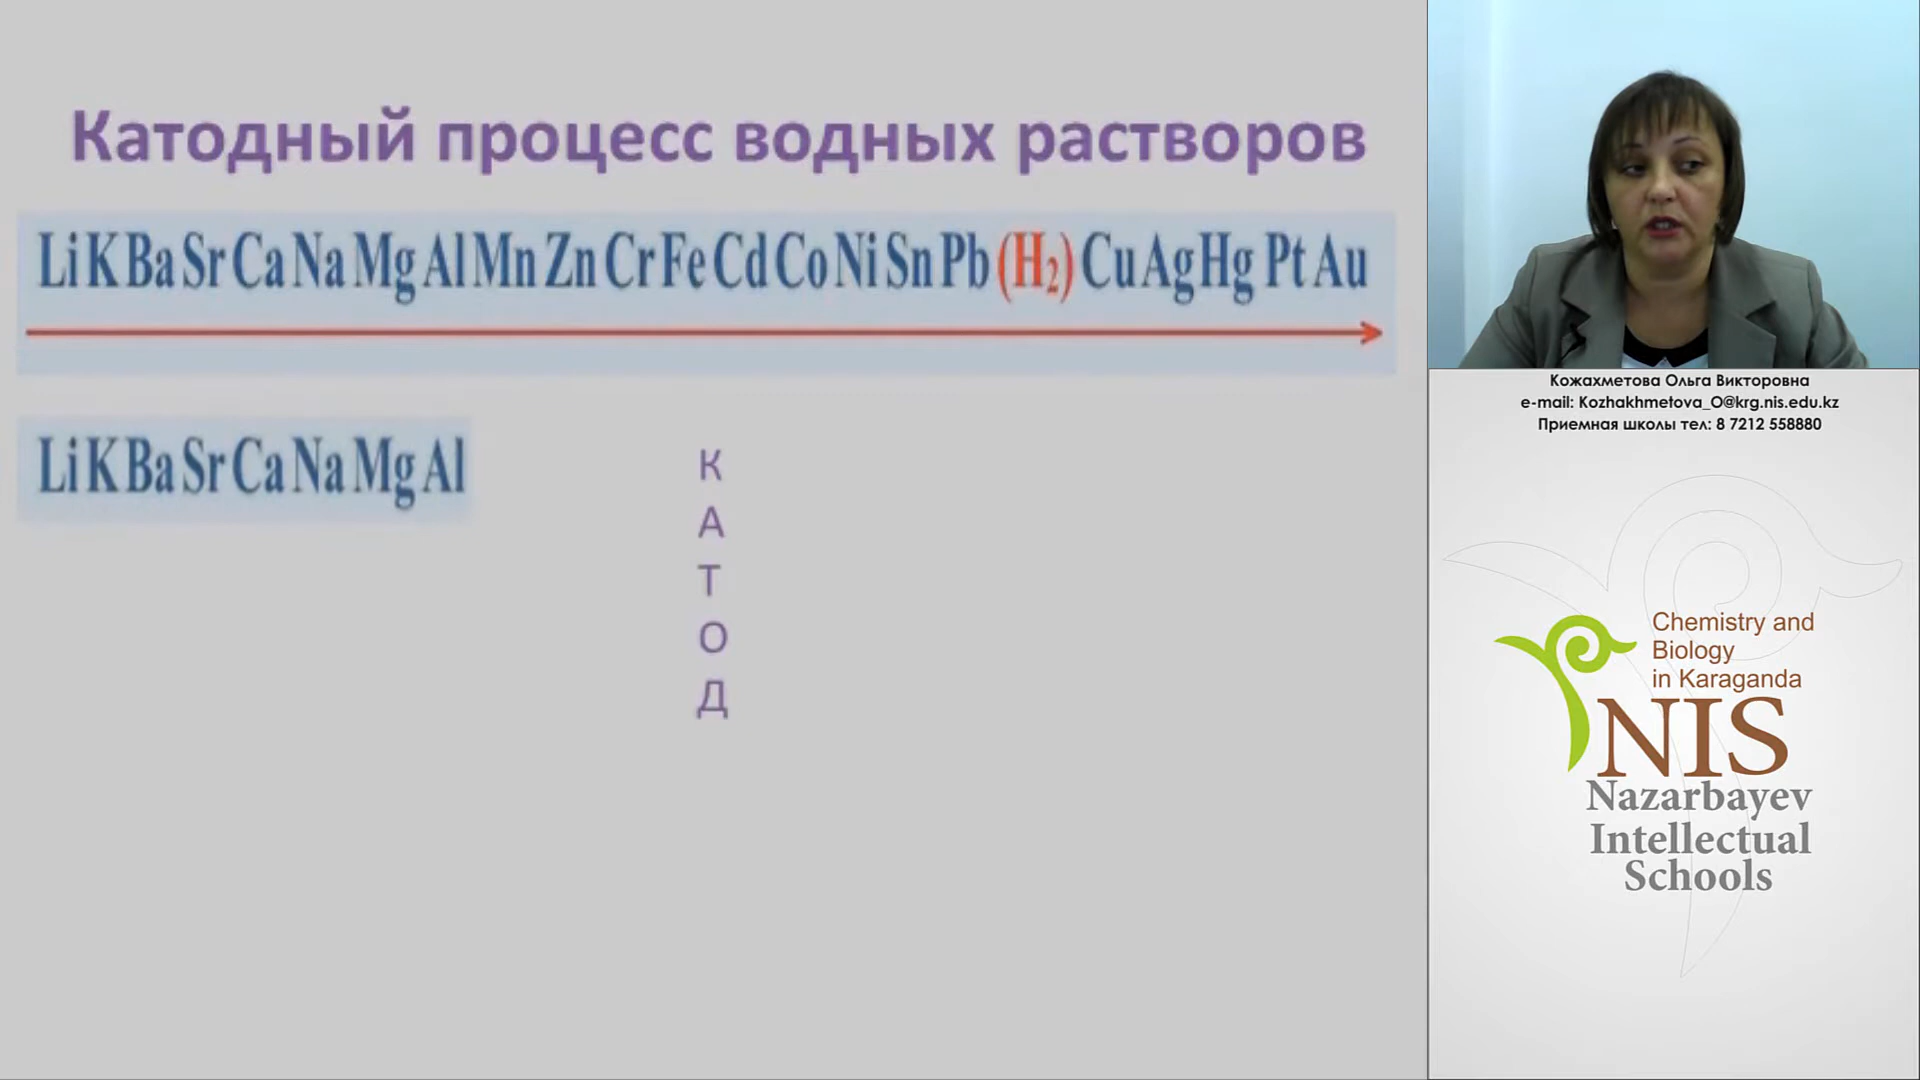 Катодный процесс водных растворов
Li K Ba Sr Ca Na Mg Al Mn Zn Cr Fe Cd Co Ni Sn Pb (H₂) Cu Ag Hg Pt Au
Li K Ba Sr Ca Na Mg Al
К
А
Т
О
Д
Кожахметова Ольга Викторовна
e-mail: Kozhakhmetova_O@krg.nis.edu.kz
Приемная школы тел: 8 7212 558880
Chemistry and
Biology
in Karaganda
NIS
Nazarbayev
Intellectual
Schools